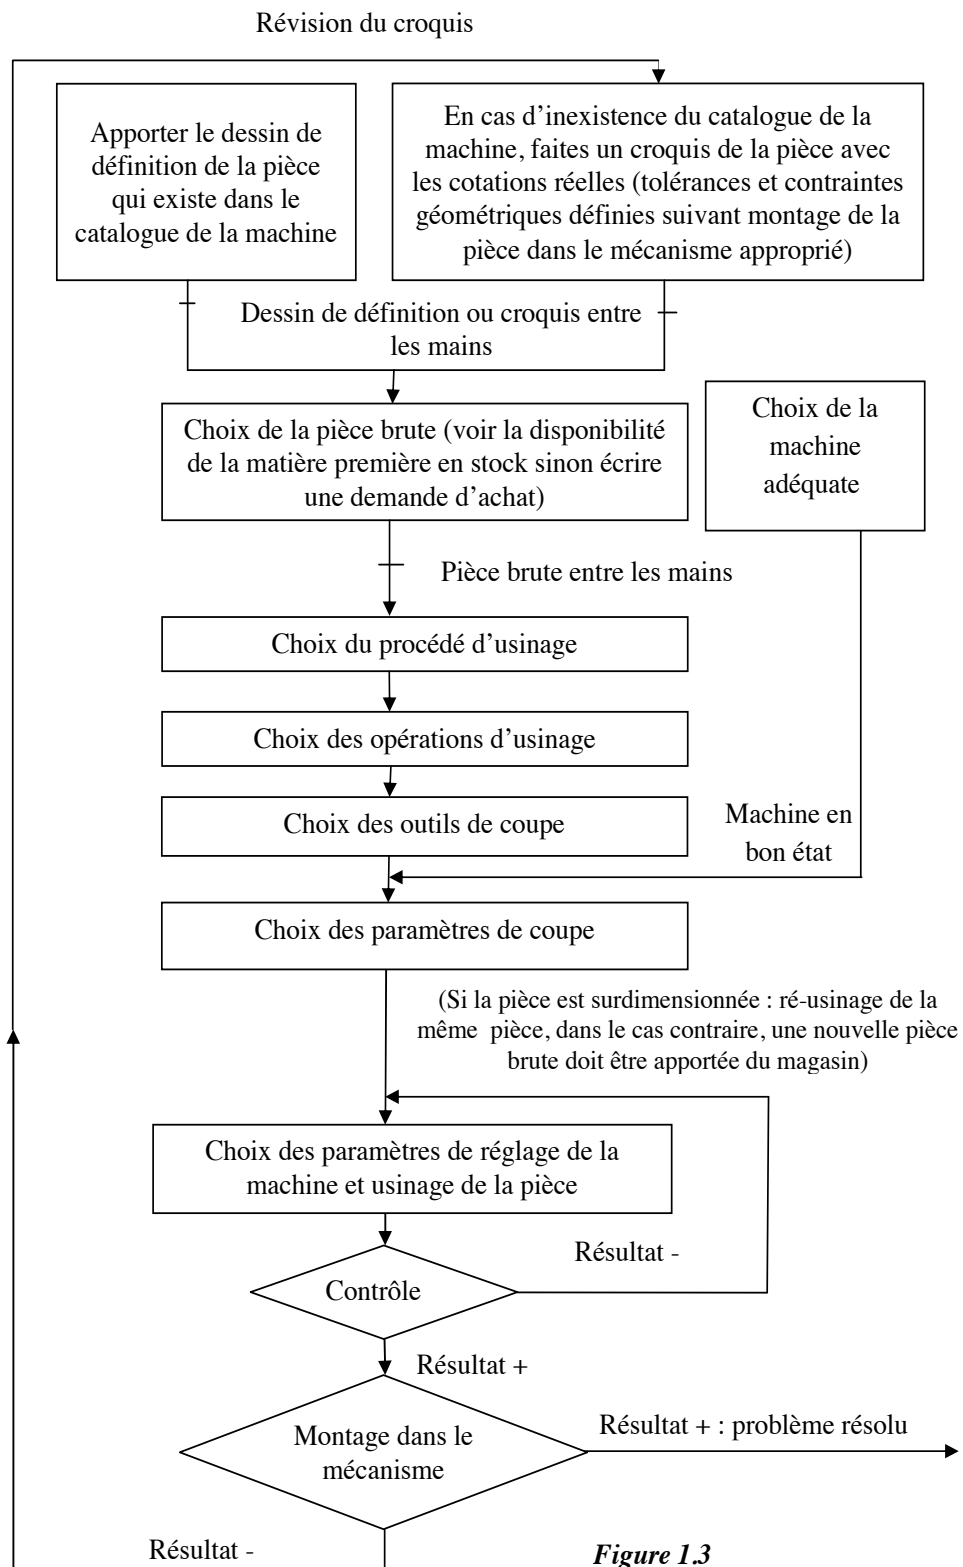 Révision du croquis
Apporter le dessin de
définition de la pièce
qui existe dans le
catalogue de la machine
En cas d’inexistence du catalogue de la
machine, faites un croquis de la pièce avec
les cotations réelles (tolérances et contraintes
géométriques définies suivant montage de la
pièce dans le mécanisme approprié)
Dessin de définition ou croquis entre
les mains
Choix de la pièce brute (voir la disponibilité
de la matière première en stock sinon écrire
une demande d’achat)
Choix de la
machine
adéquate
Pièce brute entre les mains
Choix du procédé d’usinage
Choix des opérations d’usinage
Choix des outils de coupe
Machine en
bon état
Choix des paramètres de coupe
(Si la pièce est surdimensionnée : ré-usinage de la
même  pièce, dans le cas contraire, une nouvelle pièce
brute doit être apportée du magasin)
Choix des paramètres de réglage de la
machine et usinage de la pièce
Résultat -
Contrôle
Résultat +
Montage dans le
mécanisme
Résultat + : problème résolu
Résultat -
Figure 1.3